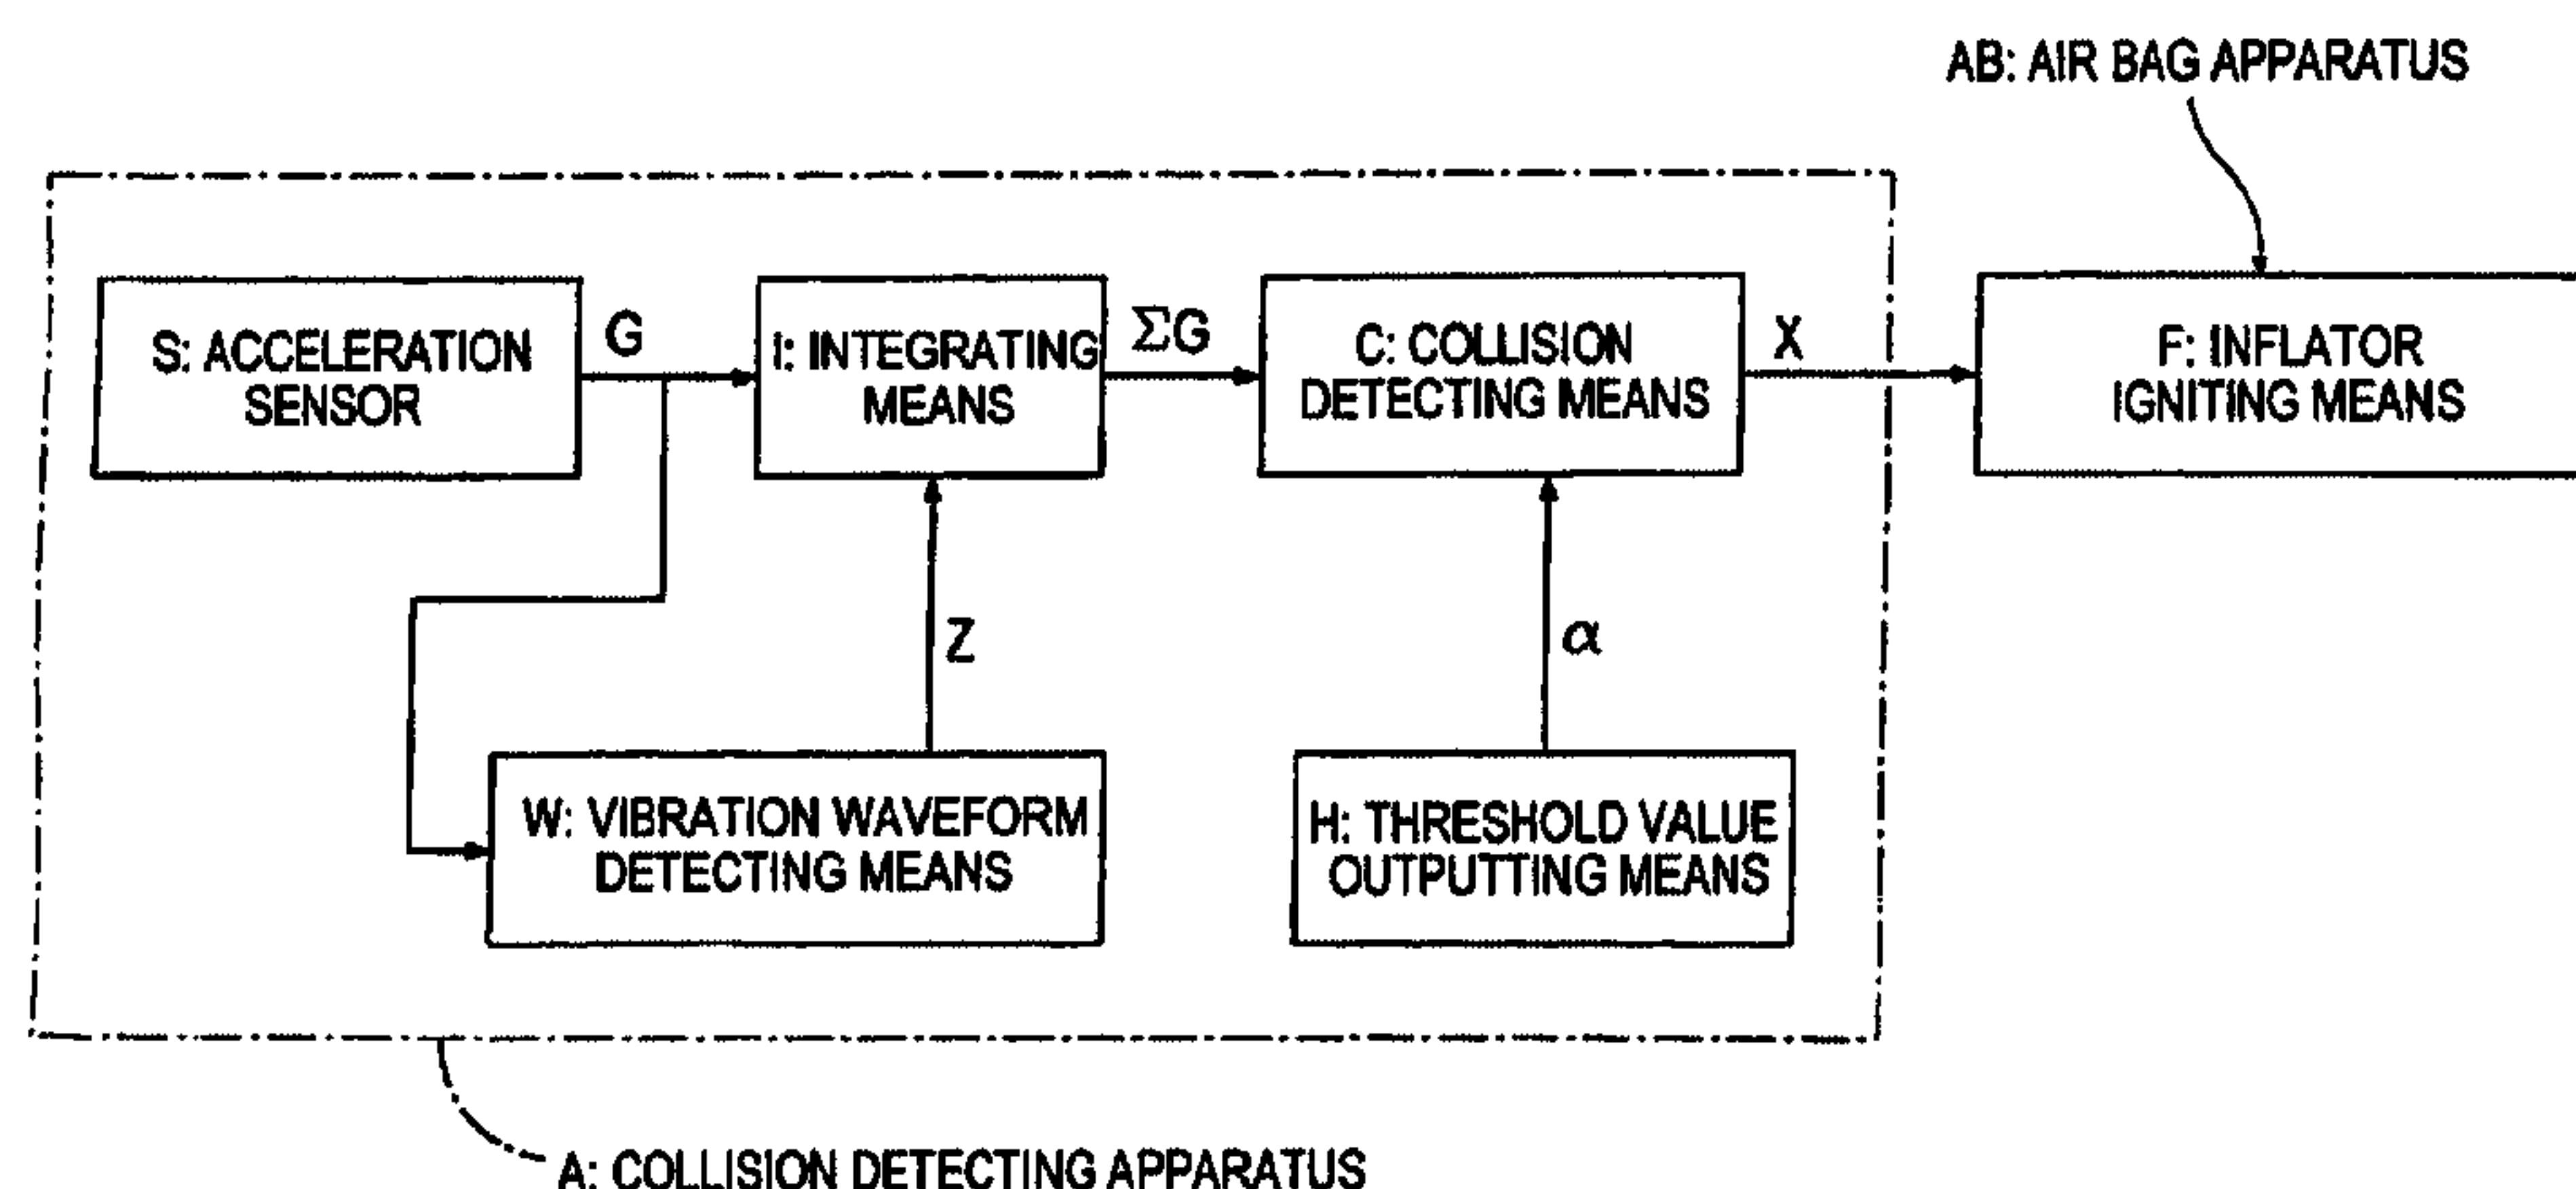 AB: AIR BAG APPARATUS
S: ACCELERATION
SENSOR
G
I: INTEGRATING
MEANS
ΣG
C: COLLISION
DETECTING MEANS
X
F: INFLATOR
IGNITING MEANS
Z
α
W: VIBRATION WAVEFORM
DETECTING MEANS
H: THRESHOLD VALUE
OUTPUTTING MEANS
A: COLLISION DETECTING APPARATUS